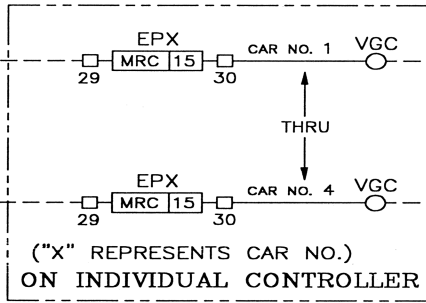 EPX
CAR NO. 1 VGC
MRC 15
29 30
THRU
EPX
CAR NO. 4 VGC
MRC 15
29 30
("X" REPRESENTS CAR NO.)
ON INDIVIDUAL CONTROLLER